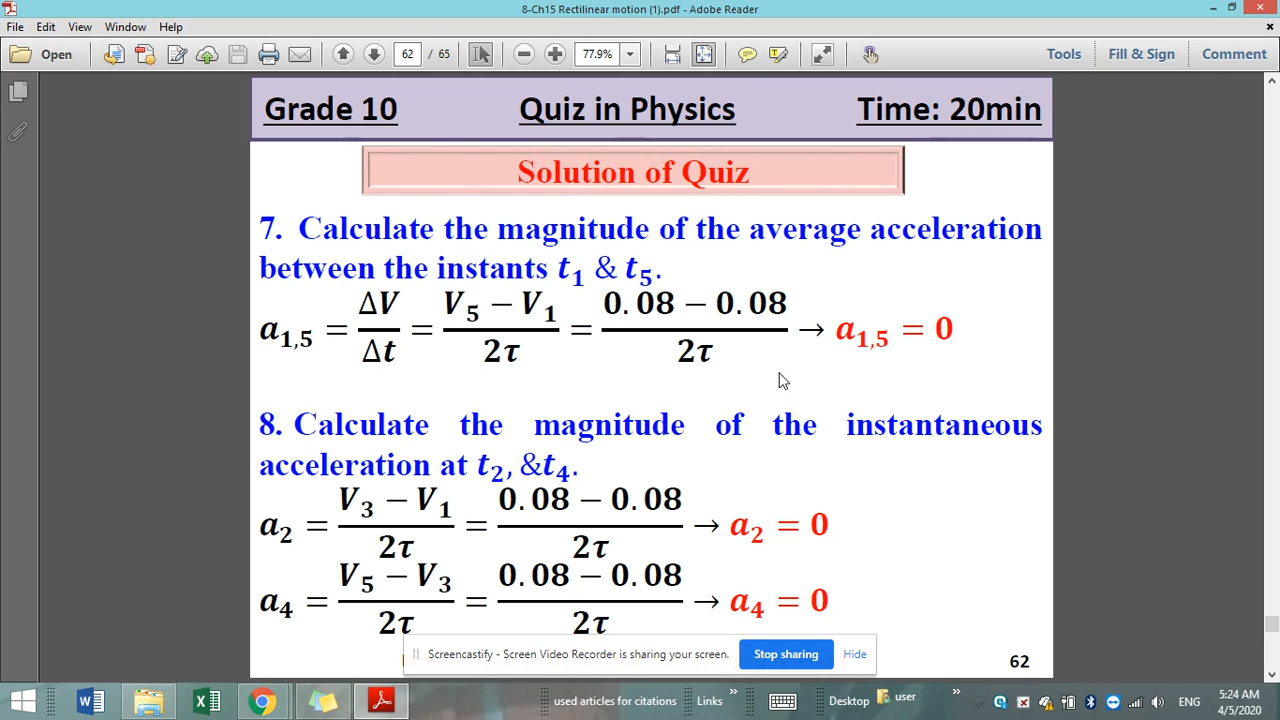 8-Ch15 Rectilinear motion (1).pdf - Adobe Reader
File Edit View Window Help
Open 62 / 65 77.9% Tools Fill & Sign Comment
Grade 10 Quiz in Physics Time: 20min
Solution of Quiz
7. Calculate the magnitude of the average acceleration
between the instants t₁ & t₅.
a₁,₅ = ΔV/Δt = (V₅ − V₁)/2τ = (0.08 − 0.08)/2τ → a₁,₅ = 0
8. Calculate the magnitude of the instantaneous
acceleration at t₂, &t₄.
a₂ = (V₃ − V₁)/2τ = (0.08 − 0.08)/2τ → a₂ = 0
a₄ = (V₅ − V₃)/2τ = (0.08 − 0.08)/2τ → a₄ = 0
Screencastify - Screen Video Recorder is sharing your screen. Stop sharing Hide
62
used articles for citations Links » Desktop user » ENG 5:24 AM
4/5/2020